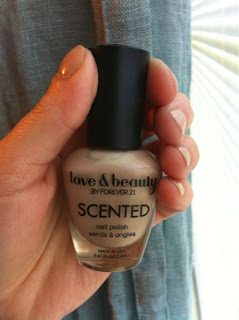 love & beauty
BY FOREVER 21
SCENTED
nail polish
vernis à ongles